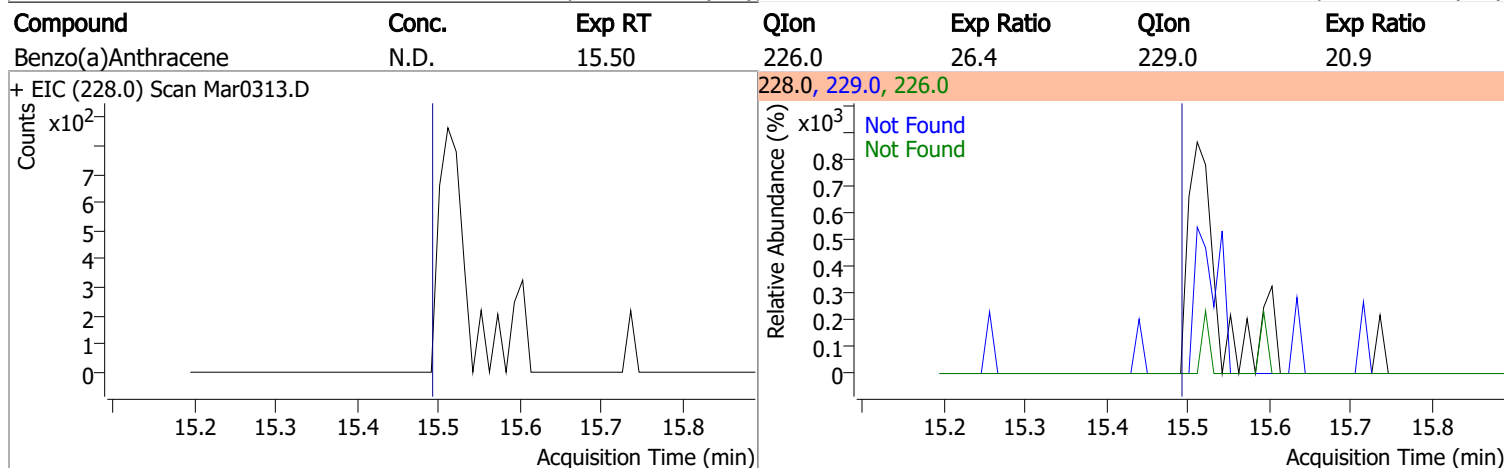 Compound Conc. Exp RT QIon Exp Ratio QIon Exp Ratio
Benzo(a)Anthracene N.D. 15.50 226.0 26.4 229.0 20.9
+ EIC (228.0) Scan Mar0313.D
Counts
x10²
7
6
5
4
3
2
1
0
15.2 15.3 15.4 15.5 15.6 15.7 15.8
Acquisition Time (min)
228.0, 229.0, 226.0
Relative Abundance (%)
x10³
Not Found
Not Found
0.8
0.7
0.6
0.5
0.4
0.3
0.2
0.1
0
15.2 15.3 15.4 15.5 15.6 15.7 15.8
Acquisition Time (min)